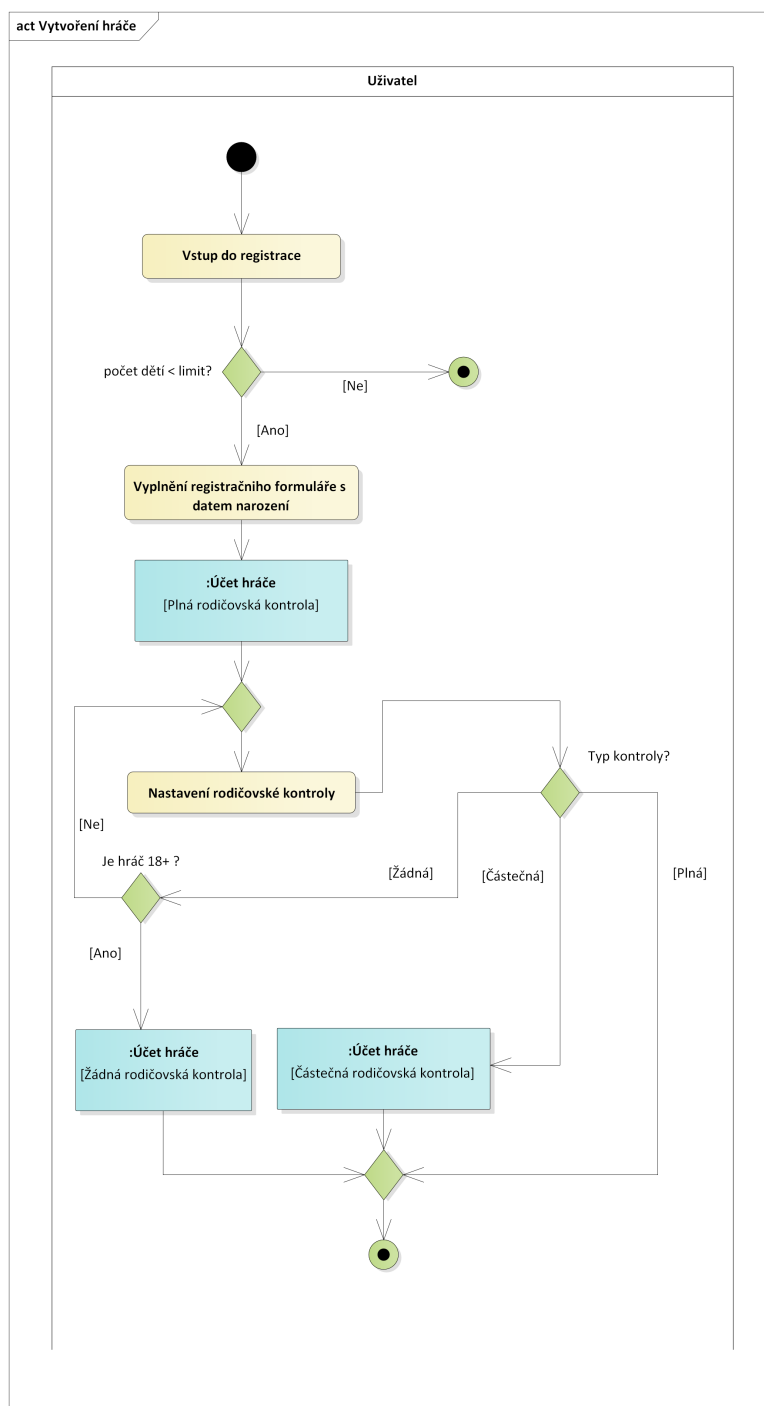 act Vytvoření hráče
Uživatel
Vstup do registrace
počet dětí < limit?
[Ne]
[Ano]
Vyplnění registračniho formuláře s
datem narození
:Účet hráče
[Plná rodičovská kontrola]
Typ kontroly?
Nastavení rodičovské kontroly
[Ne]
Je hráč 18+ ?
[Žádná]
[Částečná]
[Plná]
[Ano]
:Účet hráče
[Žádná rodičovská kontrola]
:Účet hráče
[Částečná rodičovská kontrola]